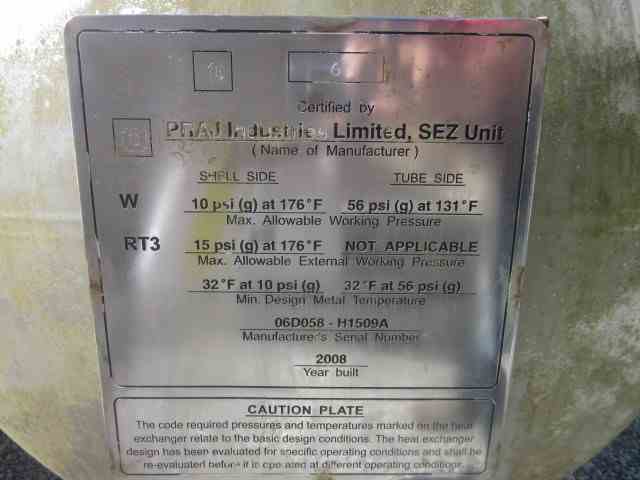 6
Certified by
PRAJ Industries Limited, SEZ Unit
( Name of Manufacturer )
SHELL SIDE TUBE SIDE
W 10 psi (g) at 176°F 56 psi (g) at 131°F
Max. Allowable Working Pressure
RT3 15 psi (g) at 176°F NOT APPLICABLE
Max. Allowable External Working Pressure
32°F at 10 psi (g) 32°F at 56 psi (g)
Min. Design Metal Temperature
06D058 - H1509A
Manufacturer's Serial Number
2008
Year built
CAUTION PLATE
The code required pressures and temperatures marked on the heat
exchanger relate to the basic design conditions. The heat exchanger
design has been evaluated for specific operating conditions and shall be
re-evaluated before it is operated at different operating conditions.